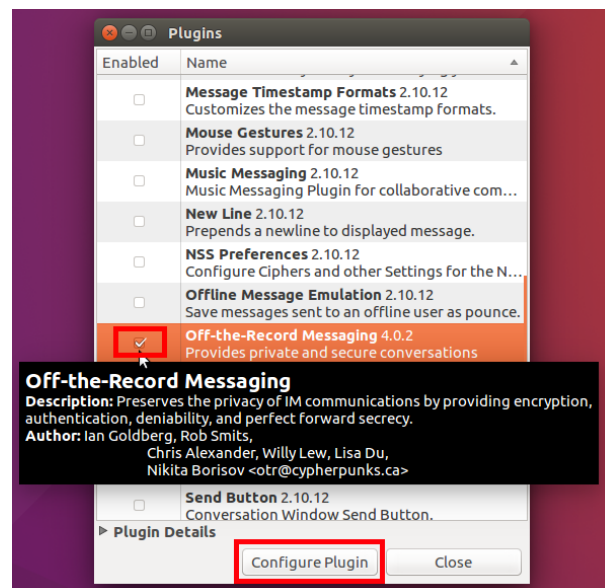 Plugins
Enabled Name
Message Timestamp Formats 2.10.12
Customizes the message timestamp formats.
Mouse Gestures 2.10.12
Provides support for mouse gestures
Music Messaging 2.10.12
Music Messaging Plugin for collaborative com...
New Line 2.10.12
Prepends a newline to displayed message.
NSS Preferences 2.10.12
Configure Ciphers and other Settings for the N...
Offline Message Emulation 2.10.12
Save messages sent to an offline user as pounce.
Off-the-Record Messaging 4.0.2
Provides private and secure conversations
Off-the-Record Messaging
Description: Preserves the privacy of IM communications by providing encryption,
authentication, deniability, and perfect forward secrecy.
Author: Ian Goldberg, Rob Smits,
Chris Alexander, Willy Lew, Lisa Du,
Nikita Borisov <otr@cypherpunks.ca>
Send Button 2.10.12
Conversation Window Send Button.
Plugin Details
Configure Plugin Close